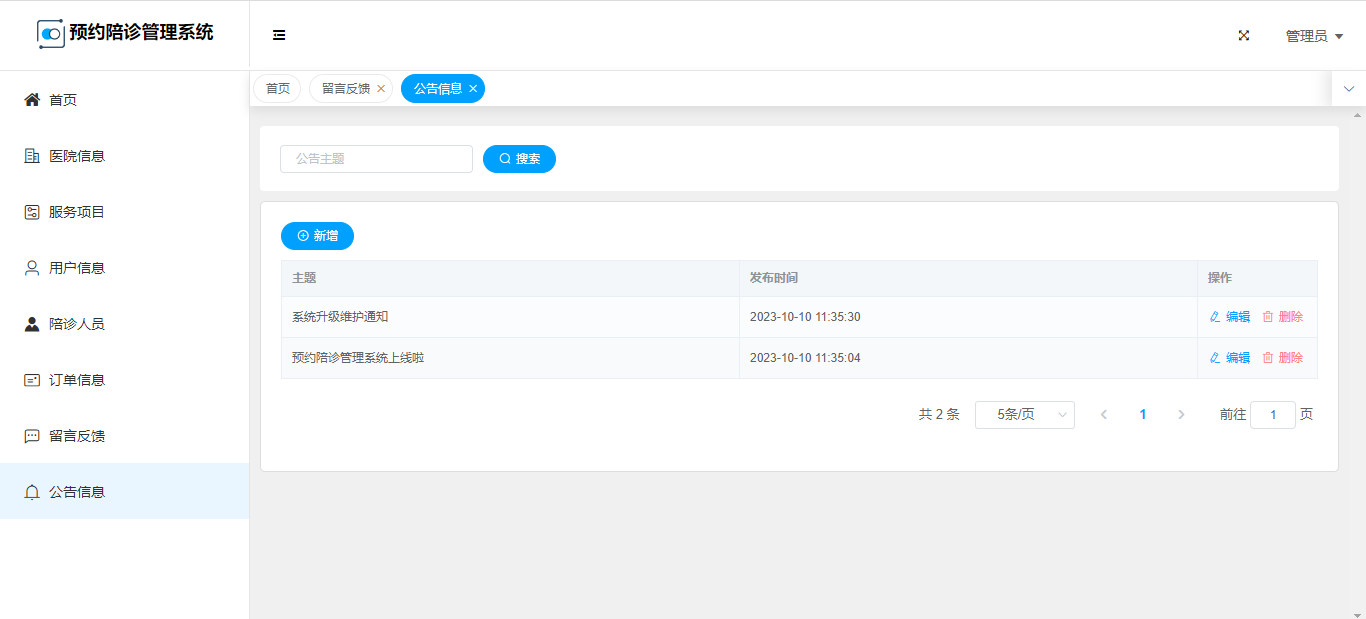 预约陪诊管理系统
管理员
首页
医院信息
服务项目
用户信息
陪诊人员
订单信息
留言反馈
公告信息
首页 留言反馈 公告信息
公告主题 搜索
新增
主题 发布时间 操作
系统升级维护通知 2023-10-10 11:35:30 编辑 删除
预约陪诊管理系统上线啦 2023-10-10 11:35:04 编辑 删除
共 2 条 5条/页 1 前往 1 页